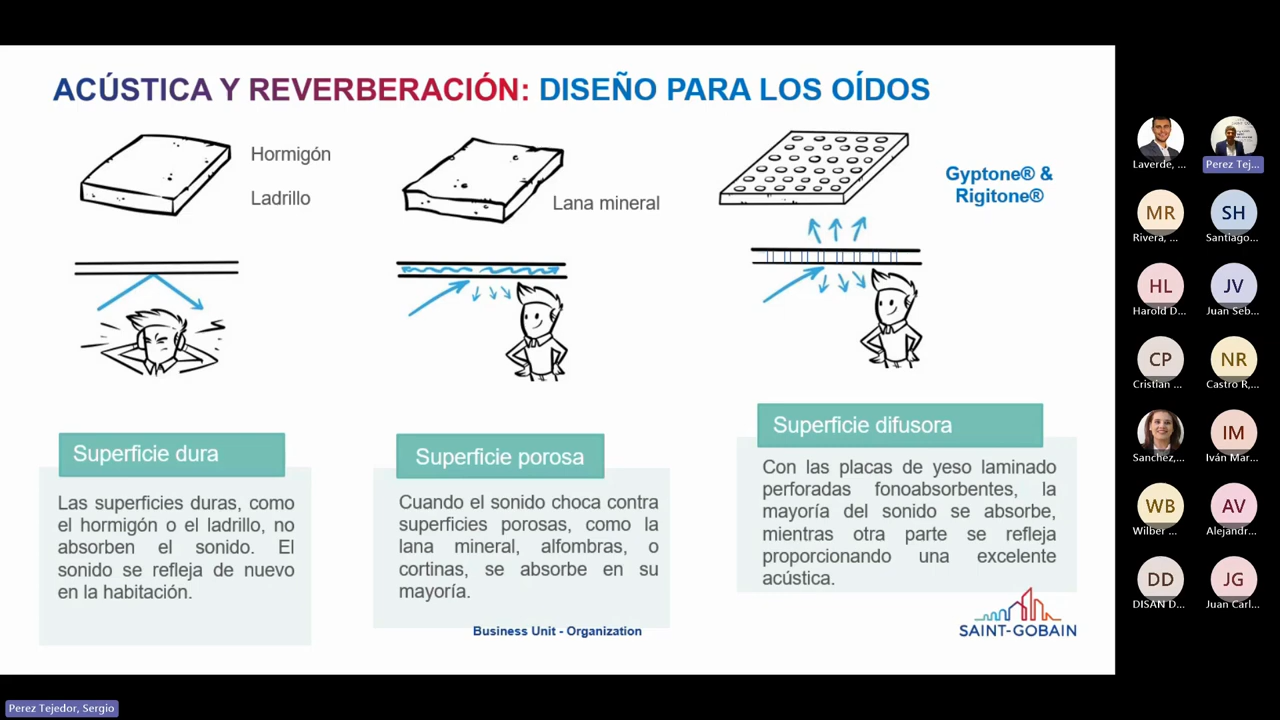 ACÚSTICA Y REVERBERACIÓN: DISEÑO PARA LOS OÍDOS
Hormigón
Ladrillo
Lana mineral
Gyptone® &
Rigitone®
Superficie dura
Las superficies duras, como
el hormigón o el ladrillo, no
absorben el sonido. El
sonido se refleja de nuevo
en la habitación.
Superficie porosa
Cuando el sonido choca contra
superficies porosas, como la
lana mineral, alfombras, o
cortinas, se absorbe en su
mayoría.
Superficie difusora
Con las placas de yeso laminado
perforadas fonoabsorbentes, la
mayoría del sonido se absorbe,
mientras otra parte se refleja
proporcionando una excelente
acústica.
Business Unit - Organization
SAINT-GOBAIN
Laverde, ...
Perez Tej...
MR
Rivera, ...
SH
Santiago...
HL
Harold D...
JV
Juan Seb...
CP
Cristian ...
NR
Castro R,...
Sanchez,...
IM
Iván Mar...
WB
Wilber ...
AV
Alejandr...
DD
DISAN D...
JG
Juan Carl...
Perez Tejedor, Sergio